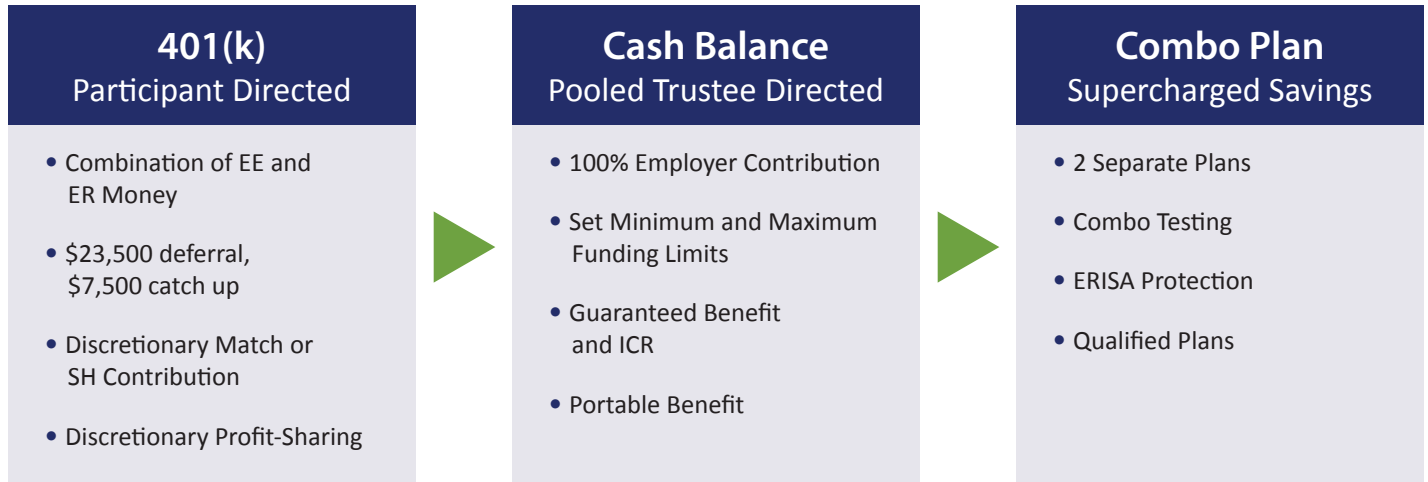 401(k)
Participant Directed
• Combination of EE and
ER Money
• $23,500 deferral,
$7,500 catch up
• Discretionary Match or
SH Contribution
• Discretionary Profit-Sharing
Cash Balance
Pooled Trustee Directed
• 100% Employer Contribution
• Set Minimum and Maximum
Funding Limits
• Guaranteed Benefit
and ICR
• Portable Benefit
Combo Plan
Supercharged Savings
• 2 Separate Plans
• Combo Testing
• ERISA Protection
• Qualified Plans